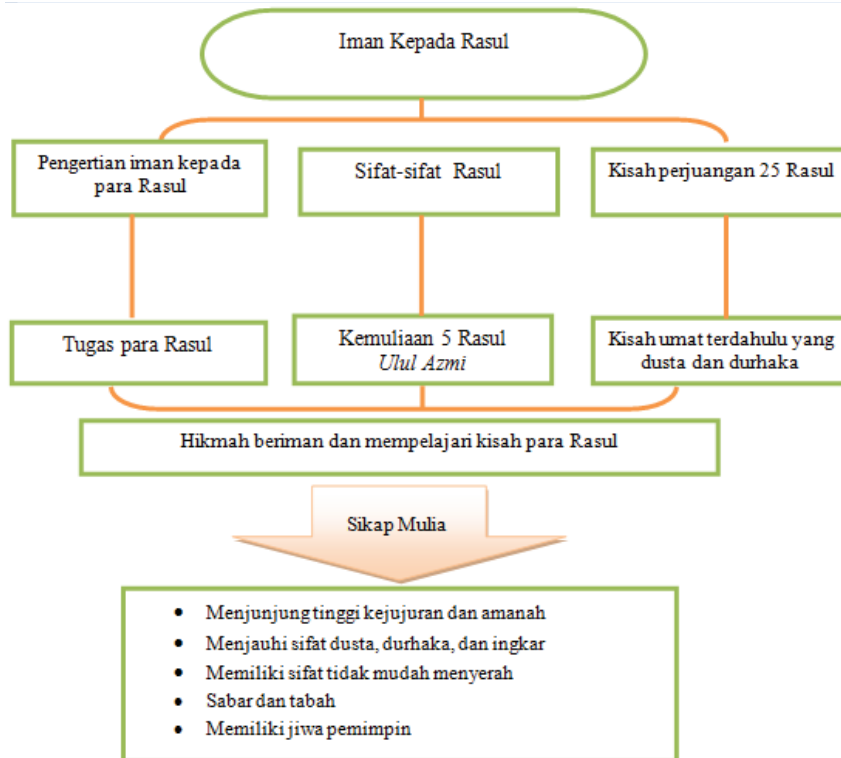 Iman Kepada Rasul
Pengertian iman kepada
para Rasul
Sifat-sifat Rasul
Kisah perjuangan 25 Rasul
Tugas para Rasul
Kemuliaan 5 Rasul
Ulul Azmi
Kisah umat terdahulu yang
dusta dan durhaka
Hikmah beriman dan mempelajari kisah para Rasul
Sikap Mulia
• Menjunjung tinggi kejujuran dan amanah
• Menjauhi sifat dusta, durhaka, dan ingkar
• Memiliki sifat tidak mudah menyerah
• Sabar dan tabah
• Memiliki jiwa pemimpin